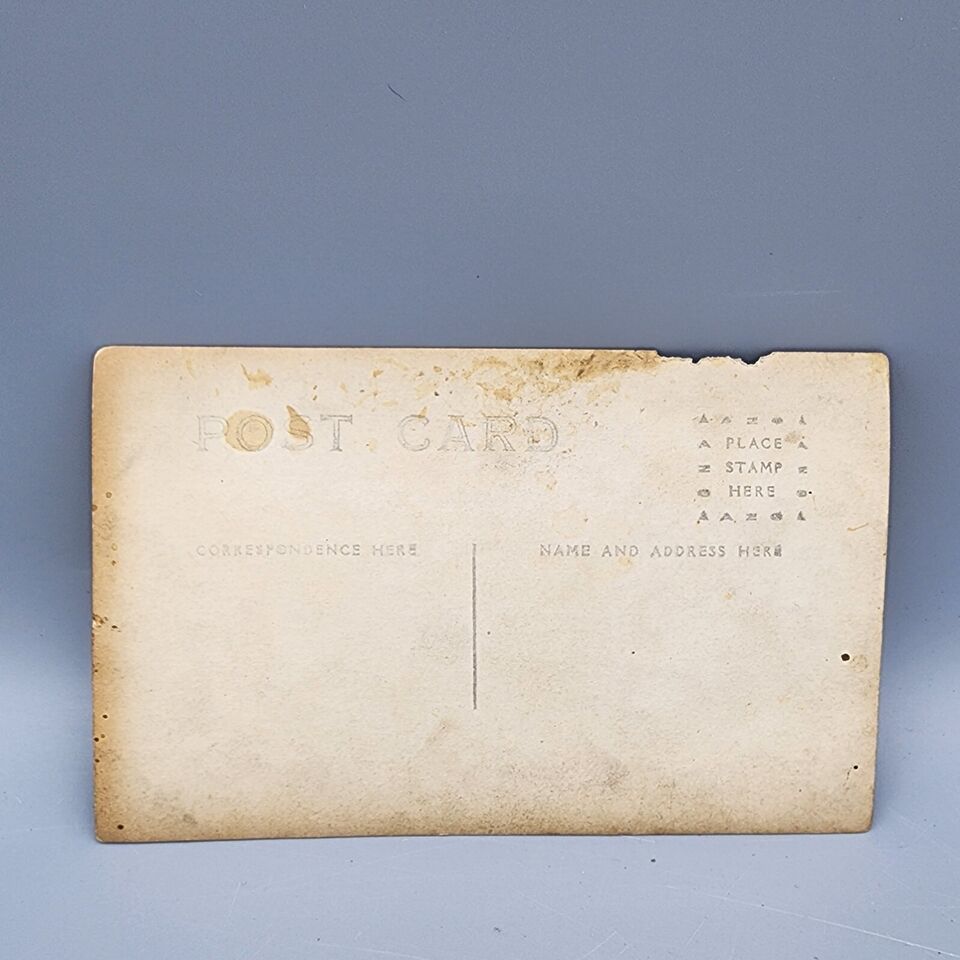 POST CARD
A A Z O A
A PLACE A
N STAMP N
O HERE O
A A Z O A
CORRESPONDENCE HERE
NAME AND ADDRESS HERE